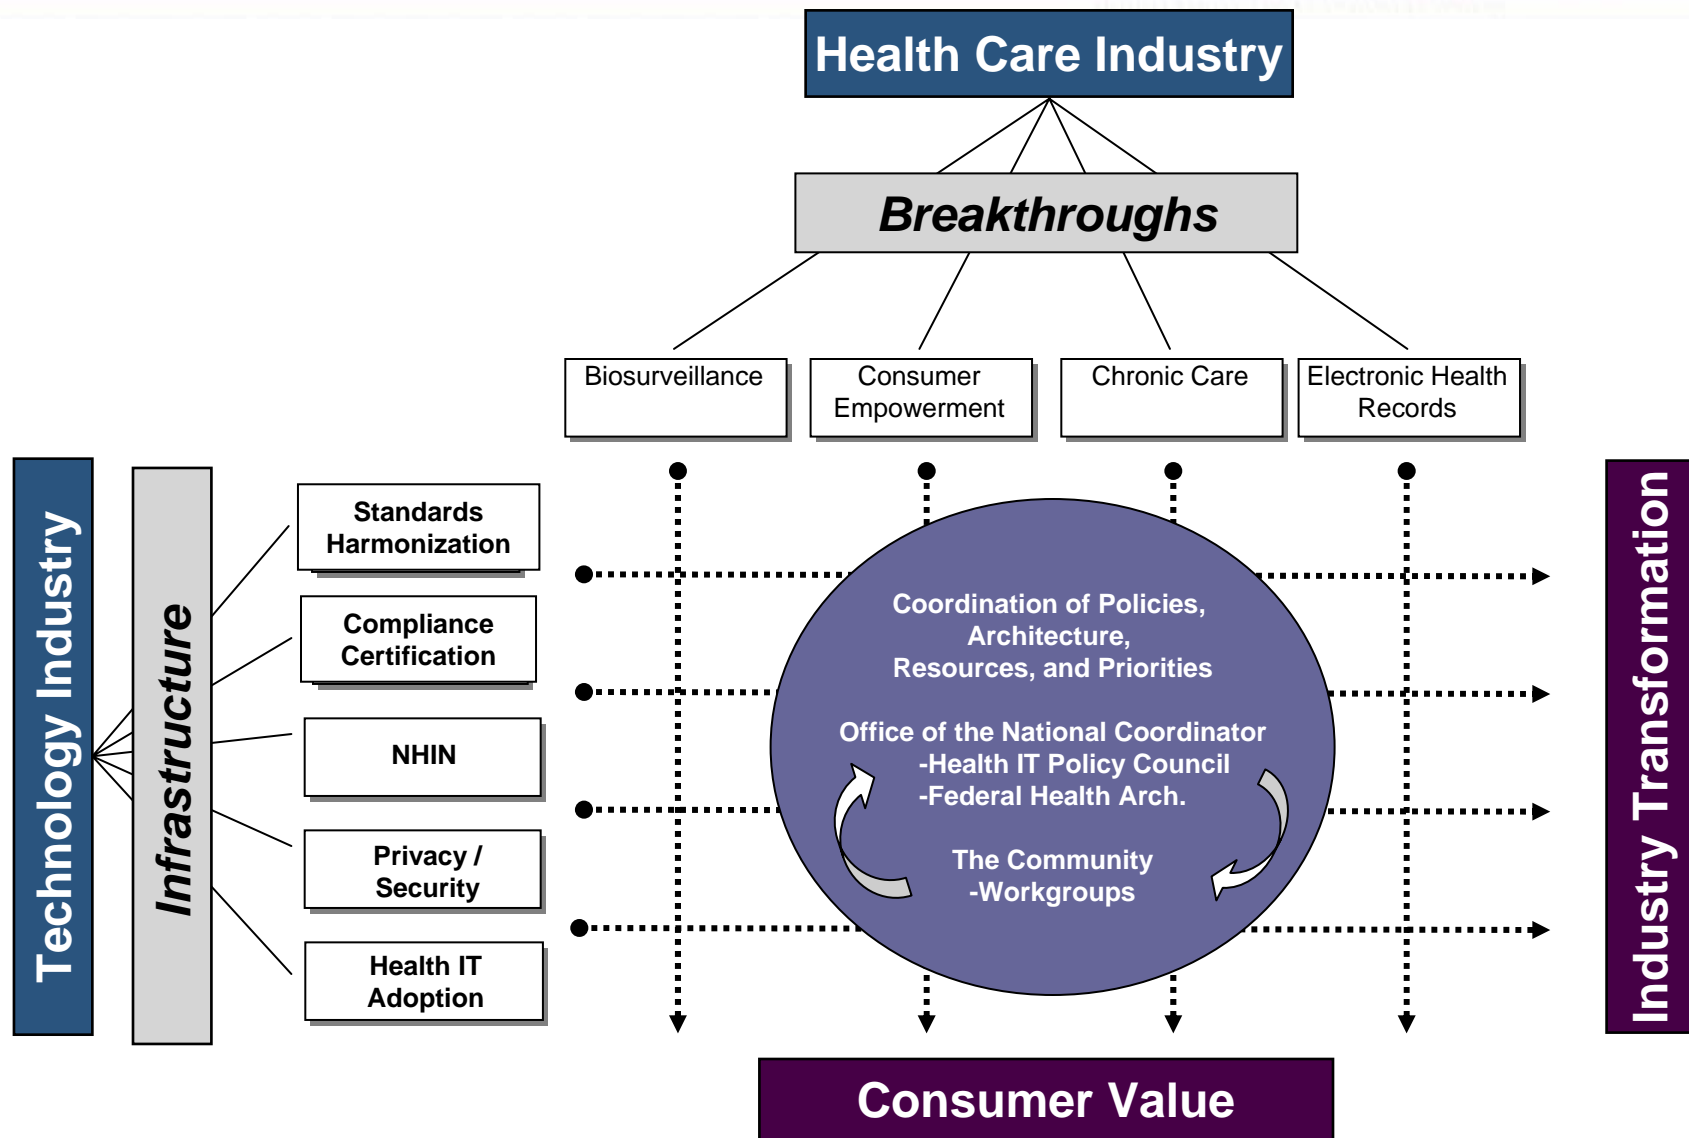 Health Care Industry
Breakthroughs
Biosurveillance
Consumer
Empowerment
Chronic Care
Electronic Health
Records
Technology Industry
Infrastructure
Standards
Harmonization
Compliance
Certification
NHIN
Privacy /
Security
Health IT
Adoption
Coordination of Policies,
Architecture,
Resources, and Priorities
Office of the National Coordinator
-Health IT Policy Council
-Federal Health Arch.
The Community
-Workgroups
Industry Transformation
Consumer Value